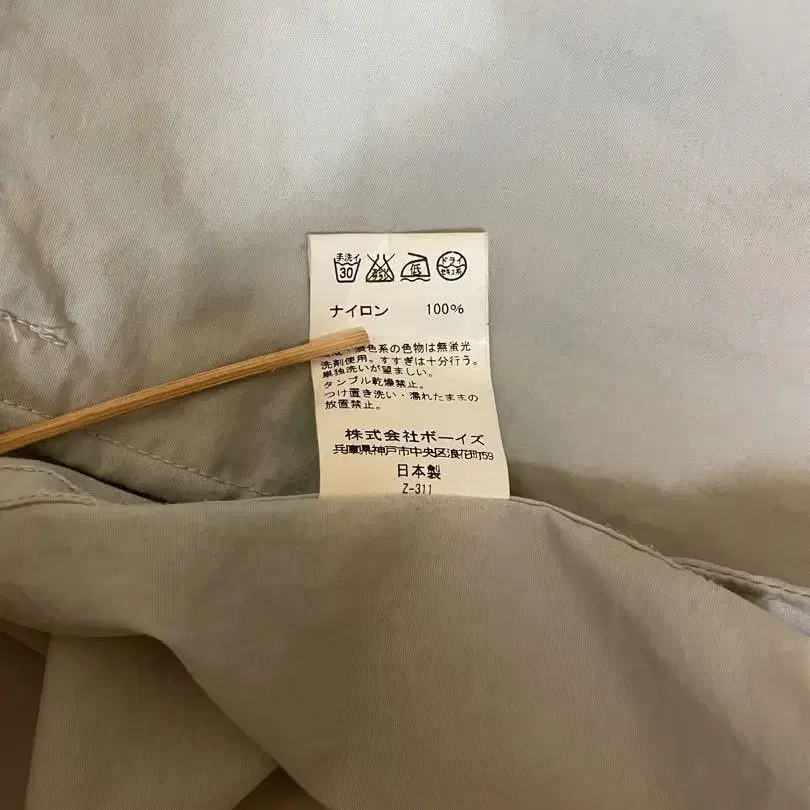 手洗イ 30 低 ドライ セキユ系
ナイロン 100%
色系の色物は無蛍光
洗剤使用。すすぎは十分行う。
単独洗いが望ましい。
タンブル乾燥禁止。
つけ置き洗い・濡れたままの
放置禁止。
株式会社ボーイズ
兵庫県神戸市中央区浪花町59
日本製
Z-311